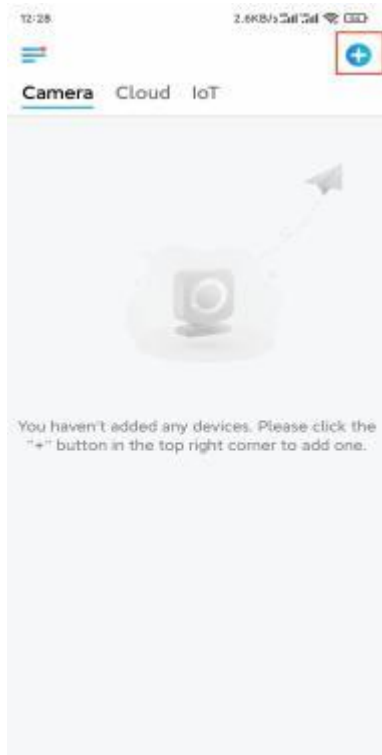 12:28
2.6KB/s
Camera Cloud IoT
You haven't added any devices. Please click the
"+" button in the top right corner to add one.